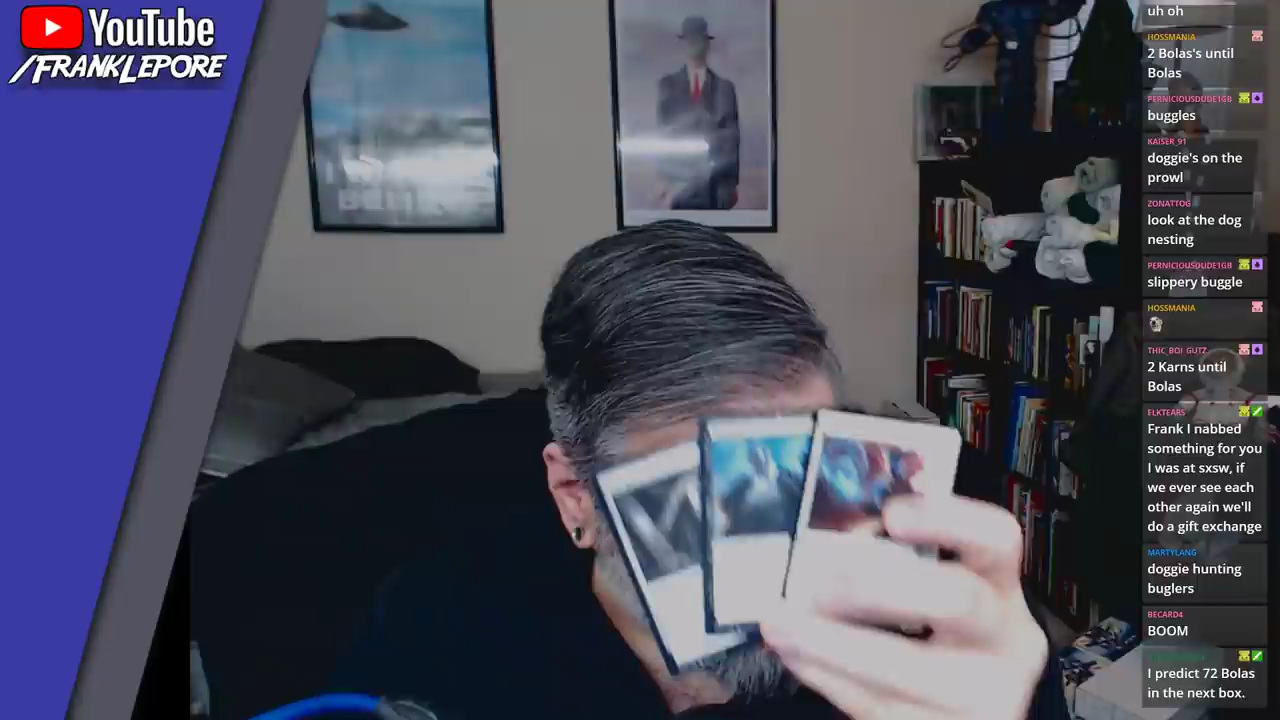 YouTube
/FRANKLEPORE
uh oh
HOSSMANIA
2 Bolas's until
Bolas
PERNICIOUSDUDE1GB
buggles
KAISER_91
doggie's on the
prowl
ZONATTOG
look at the dog
nesting
PERNICIOUSDUDE1GB
slippery buggle
HOSSMANIA
THIC_BOI_GUTZ
2 Karns until
Bolas
ELKTEARS
Frank I nabbed
something for you
I was at sxsw, if
we ever see each
other again we'll
do a gift exchange
MARTYLANG
doggie hunting
buglers
BECARD4
BOOM
I predict 72 Bolas
in the next box.